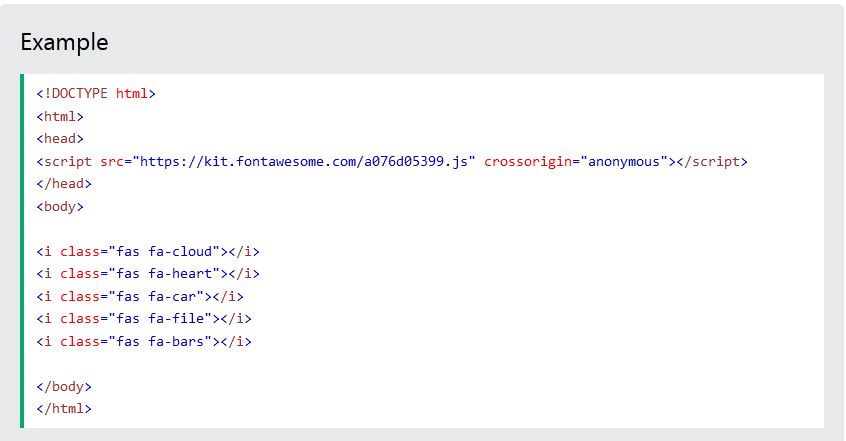 Example
<!DOCTYPE html>
<html>
<head>
<script src="https://kit.fontawesome.com/a076d05399.js" crossorigin="anonymous"></script>
</head>
<body>
<i class="fas fa-cloud"></i>
<i class="fas fa-heart"></i>
<i class="fas fa-car"></i>
<i class="fas fa-file"></i>
<i class="fas fa-bars"></i>
</body>
</html>